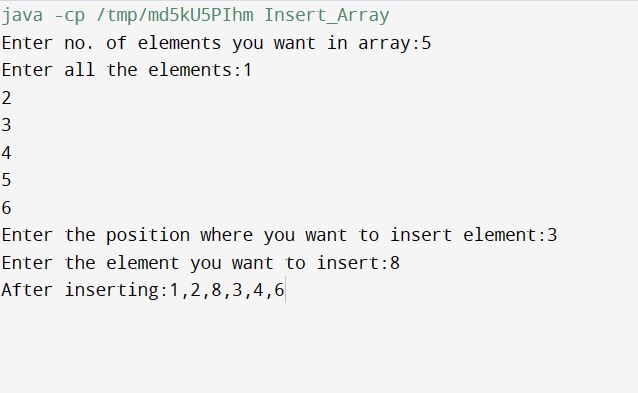 java -cp /tmp/md5kU5PIhm Insert_Array
Enter no. of elements you want in array:5
Enter all the elements:1
2
3
4
5
6
Enter the position where you want to insert element:3
Enter the element you want to insert:8
After inserting:1,2,8,3,4,6